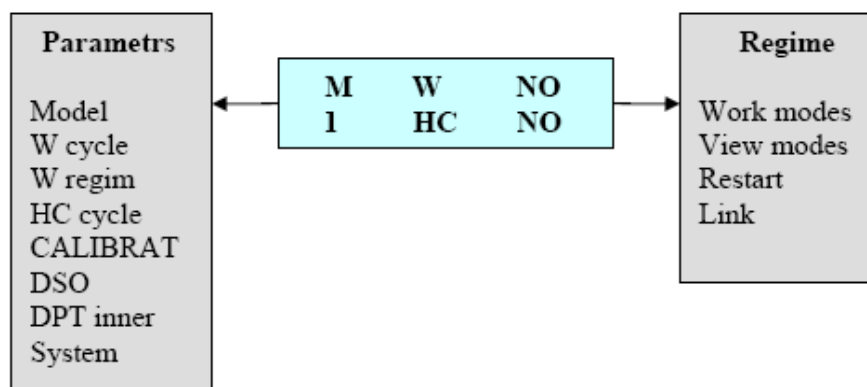 Parametrs
Model
W cycle
W regim
HC cycle
CALIBRAT
DSO
DPT inner
System
M W NO
1 HC NO
Regime
Work modes
View modes
Restart
Link